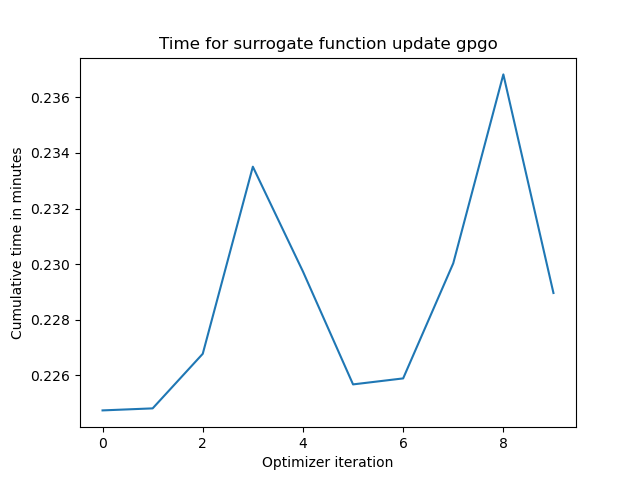 Time for surrogate function update gpgo
Cumulative time in minutes
0.236
0.234
0.232
0.230
0.228
0.226
0 2 4 6 8
Optimizer iteration